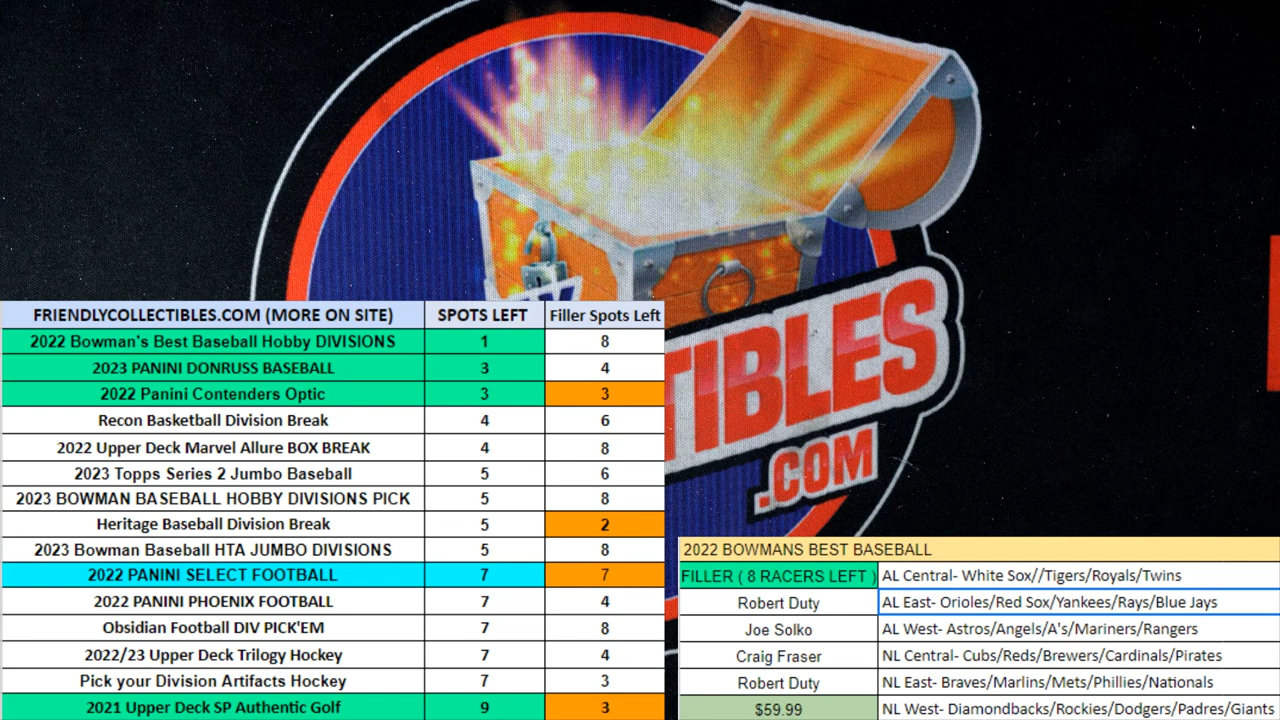 TIBLES
.COM
FRIENDLYCOLLECTIBLES.COM (MORE ON SITE) SPOTS LEFT Filler Spots Left
2022 Bowman's Best Baseball Hobby DIVISIONS 1 8
2023 PANINI DONRUSS BASEBALL 3 4
2022 Panini Contenders Optic 3 3
Recon Basketball Division Break 4 6
2022 Upper Deck Marvel Allure BOX BREAK 4 8
2023 Topps Series 2 Jumbo Baseball 5 6
2023 BOWMAN BASEBALL HOBBY DIVISIONS PICK 5 8
Heritage Baseball Division Break 5 2
2023 Bowman Baseball HTA JUMBO DIVISIONS 5 8
2022 PANINI SELECT FOOTBALL 7 7
2022 PANINI PHOENIX FOOTBALL 7 4
Obsidian Football DIV PICK'EM 7 8
2022/23 Upper Deck Trilogy Hockey 7 4
Pick your Division Artifacts Hockey 7 3
2021 Upper Deck SP Authentic Golf 9 3
2022 BOWMANS BEST BASEBALL
FILLER ( 8 RACERS LEFT ) AL Central- White Sox//Tigers/Royals/Twins
Robert Duty AL East- Orioles/Red Sox/Yankees/Rays/Blue Jays
Joe Solko AL West- Astros/Angels/A's/Mariners/Rangers
Craig Fraser NL Central- Cubs/Reds/Brewers/Cardinals/Pirates
Robert Duty NL East- Braves/Marlins/Mets/Phillies/Nationals
$59.99 NL West- Diamondbacks/Rockies/Dodgers/Padres/Giants